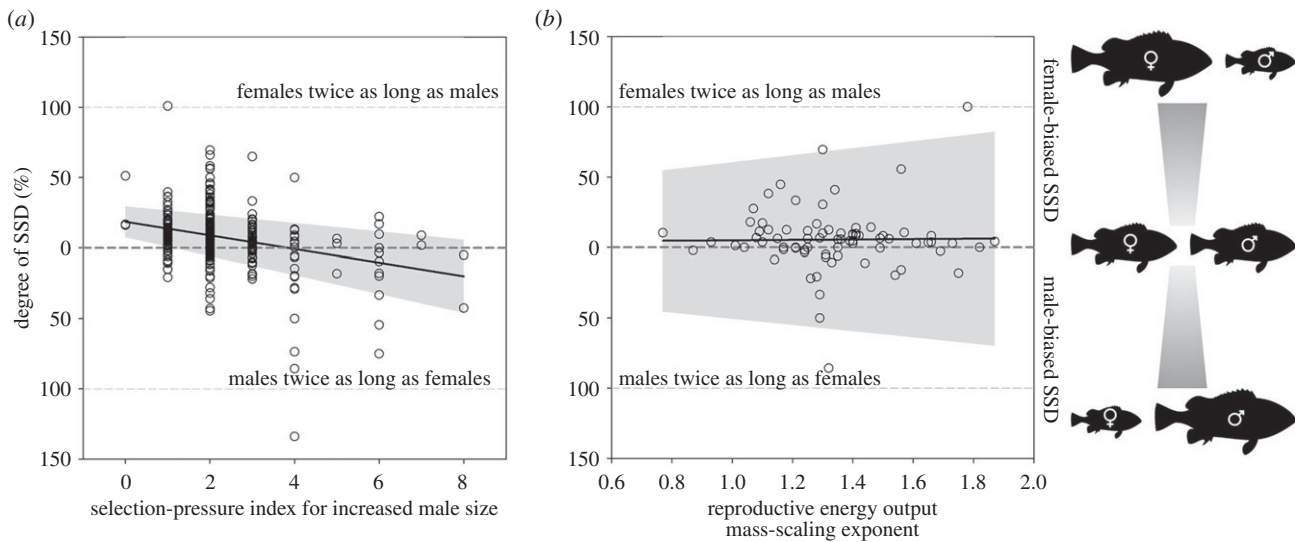 (a)
150
100
50
0
50
100
150
degree of SSD (%)
females twice as long as males
males twice as long as females
0
2
4
6
8
selection-pressure index for increased male size
(b)
150
100
50
0
50
100
150
females twice as long as males
males twice as long as females
0.6
0.8
1.0
1.2
1.4
1.6
1.8
2.0
reproductive energy output
mass-scaling exponent
female-biased SSD
male-biased SSD
♀
♂
♀
♂
♀
♂